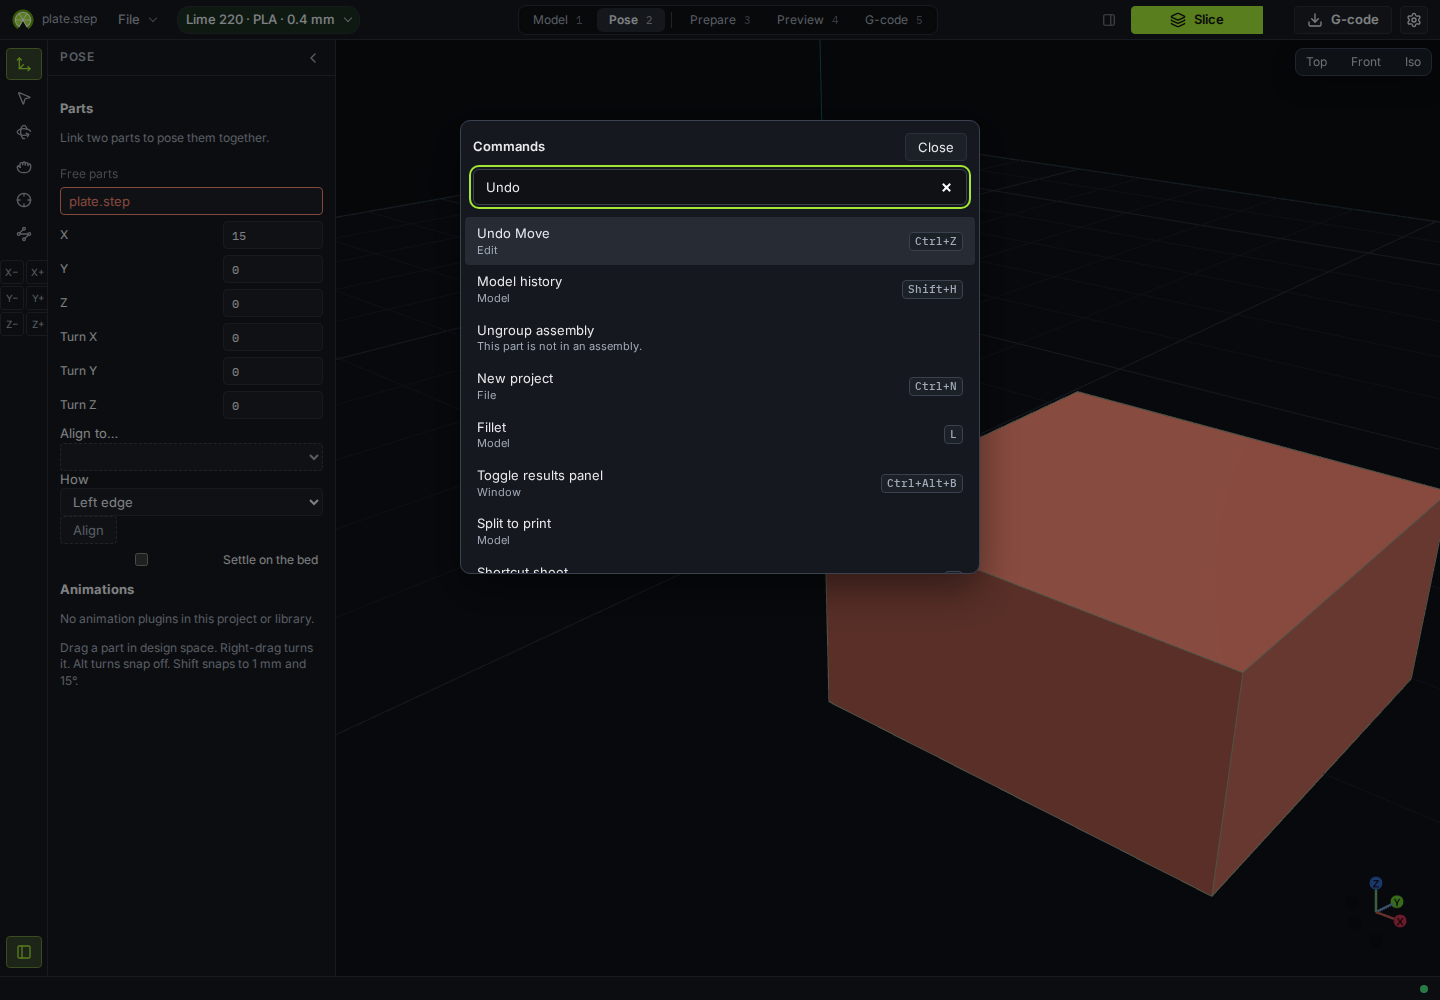 plate.step
File
Lime 220 · PLA · 0.4 mm
Model 1
Pose 2
Prepare 3
Preview 4
G-code 5
Slice
G-code
POSE
Top
Front
Iso
Parts
Link two parts to pose them together.
Free parts
plate.step
X 15
Y 0
Z 0
Turn X 0
Turn Y 0
Turn Z 0
Align to...
How
Left edge
Align
Settle on the bed
Animations
No animation plugins in this project or library.
Drag a part in design space. Right-drag turns
it. Alt turns snap off. Shift snaps to 1 mm and
15°.
X− X+
Y− Y+
Z− Z+
Commands
Close
Undo
Undo Move
Edit
Ctrl+Z
Model history
Model
Shift+H
Ungroup assembly
This part is not in an assembly.
New project
File
Ctrl+N
Fillet
Model
L
Toggle results panel
Window
Ctrl+Alt+B
Split to print
Model
Shortcut sheet
Z
Y
X